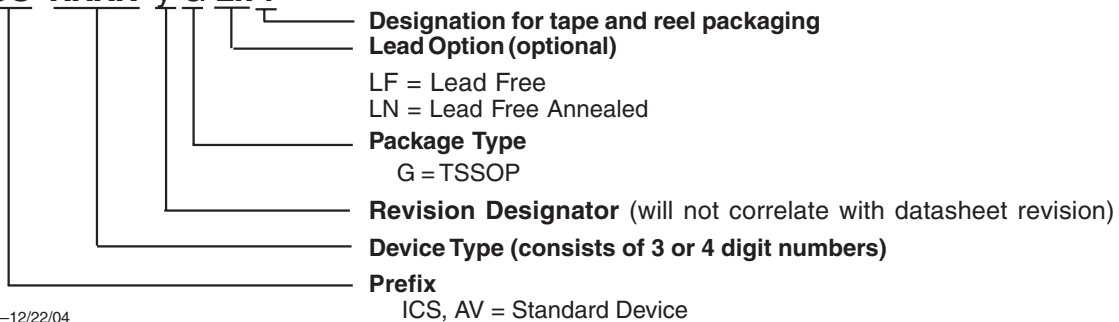 Designation for tape and reel packaging
Lead Option (optional)
LF = Lead Free
LN = Lead Free Annealed
Package Type
G = TSSOP
Revision Designator (will not correlate with datasheet revision)
Device Type (consists of 3 or 4 digit numbers)
Prefix
ICS, AV = Standard Device
–12/22/04